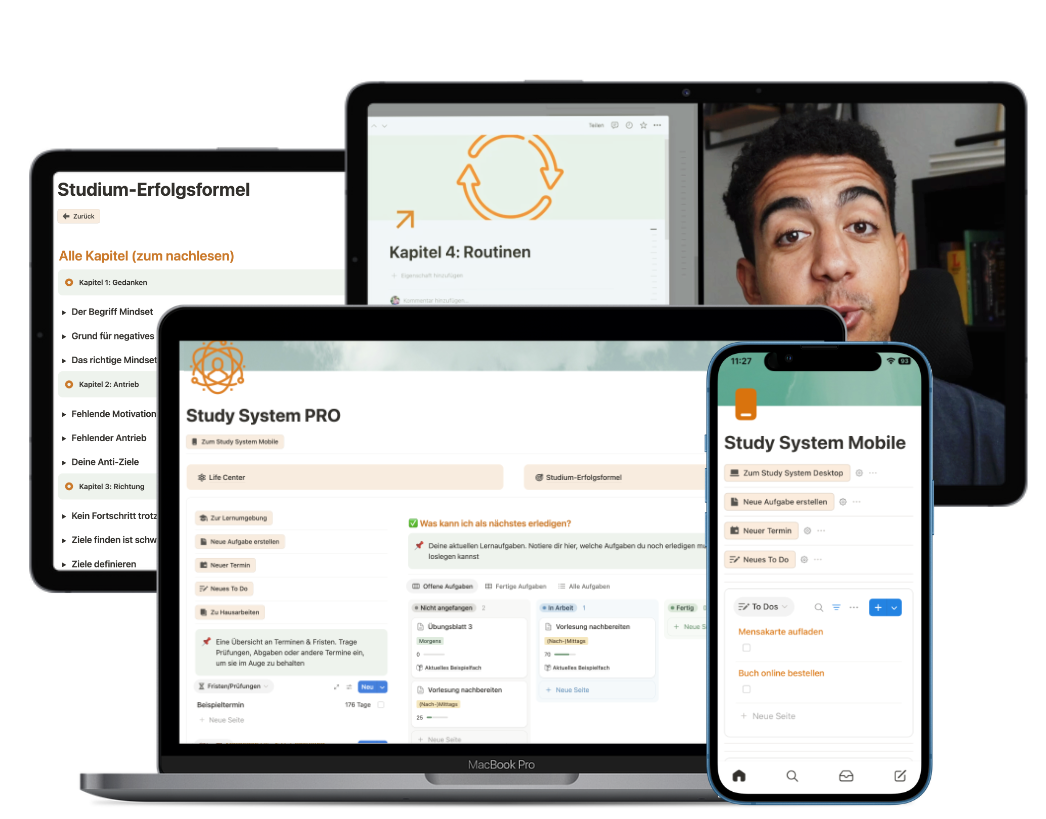 Studium-Erfolgsformel
Zurück
Alle Kapitel (zum nachlesen)
Kapitel 1: Gedanken
Der Begriff Mindset
Grund für negatives
Das richtige Mindset
Kapitel 2: Antrieb
Fehlende Motivation
Fehlender Antrieb
Deine Anti-Ziele
Kapitel 3: Richtung
Kein Fortschritt trotz
Ziele finden ist schw
Ziele definieren
Teilen
Kapitel 4: Routinen
Eigenschaft hinzufügen
Kommentar hinzufügen...
Study System PRO
Zum Study System Mobile
Life Center
Studium-Erfolgsformel
Zur Lernumgebung
Neue Aufgabe erstellen
Neuer Termin
Neues To Do
Zu Hausarbeiten
Eine Übersicht an Terminen & Fristen. Trage
Prüfungen, Abgaben oder andere Termine ein,
um sie im Auge zu behalten
Fristen/Prüfungen
Neu
Beispieltermin 176 Tage
+ Neue Seite
Was kann ich als nächstes erledigen?
Deine aktuellen Lernaufgaben. Notiere dir hier, welche Aufgaben du noch erledigen
loslegen kannst
Offene Aufgaben Fertige Aufgaben Alle Aufgaben
Nicht angefangen 2
Übungsblatt 3
Morgens
0
Aktuelles Beispielfach
Vorlesung nachbereiten
(Nach-)Mittags
25
+ Neue Seite
In Arbeit 1
Vorlesung nachbereiten
(Nach-)Mittags
78
Aktuelles Beispielfach
+ Neue Seite
Fertig
+ Neue S
MacBook Pro
11:27
93
Study System Mobile
Zum Study System Desktop
Neue Aufgabe erstellen
Neuer Termin
Neues To Do
To Dos
Mensakarte aufladen
Buch online bestellen
+ Neue Seite